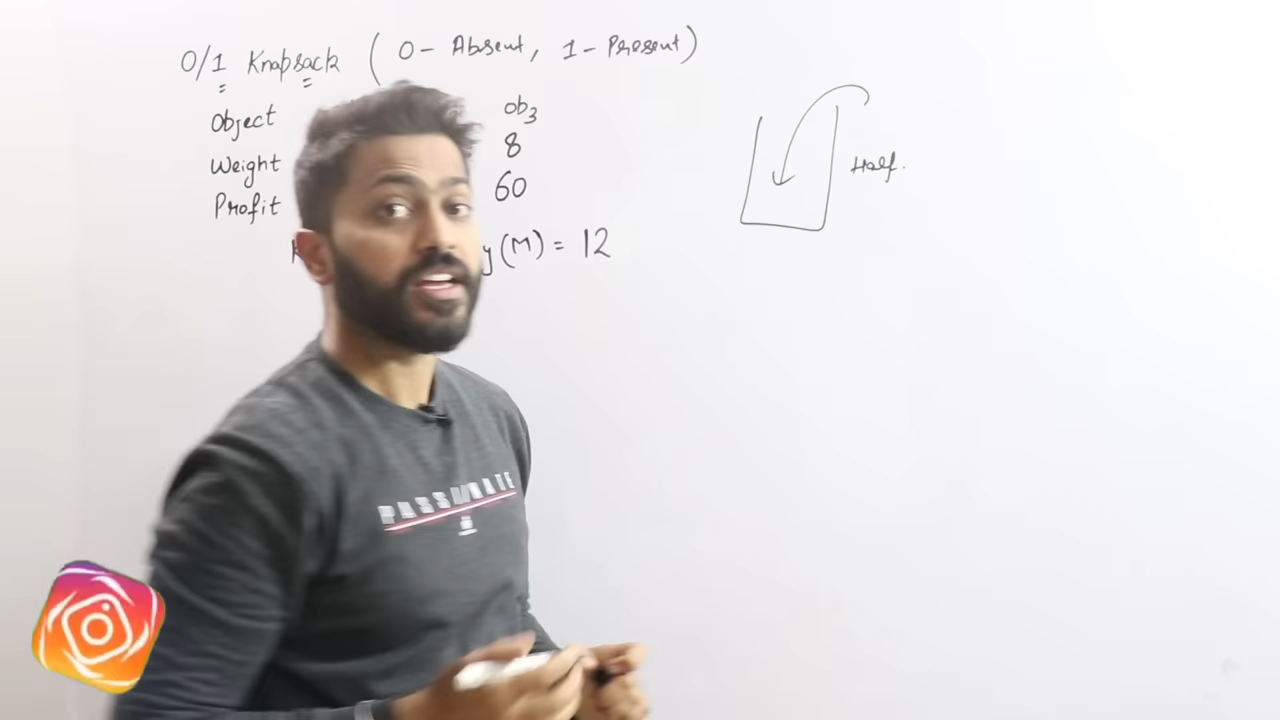 0/1 Knapsack (0- Absent, 1- Present)
Object ob3
Weight 8
Profit 60
y(M) = 12
Half.
PASSIONATE